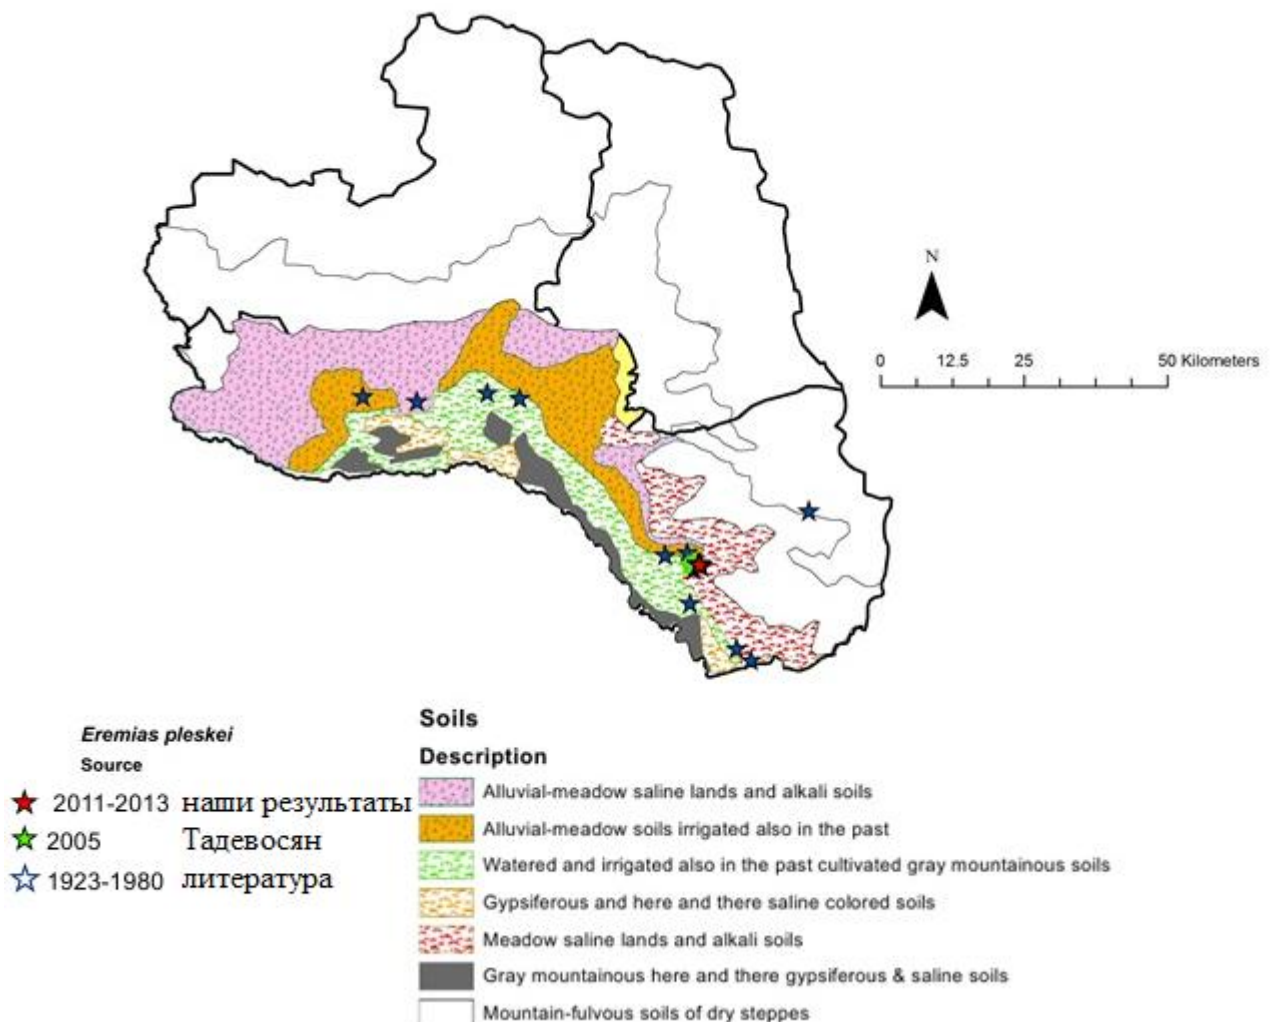 N
0 12.5 25 50 Kilometers
Eremias pleskei
Source
2011-2013 наши результаты
2005 Тадевосян
1923-1980 литература
Soils
Description
Alluvial-meadow saline lands and alkali soils
Alluvial-meadow soils irrigated also in the past
Watered and irrigated also in the past cultivated gray mountainous soils
Gypsiferous and here and there saline colored soils
Meadow saline lands and alkali soils
Gray mountainous here and there gypsiferous & saline soils
Mountain-fulvous soils of dry steppes